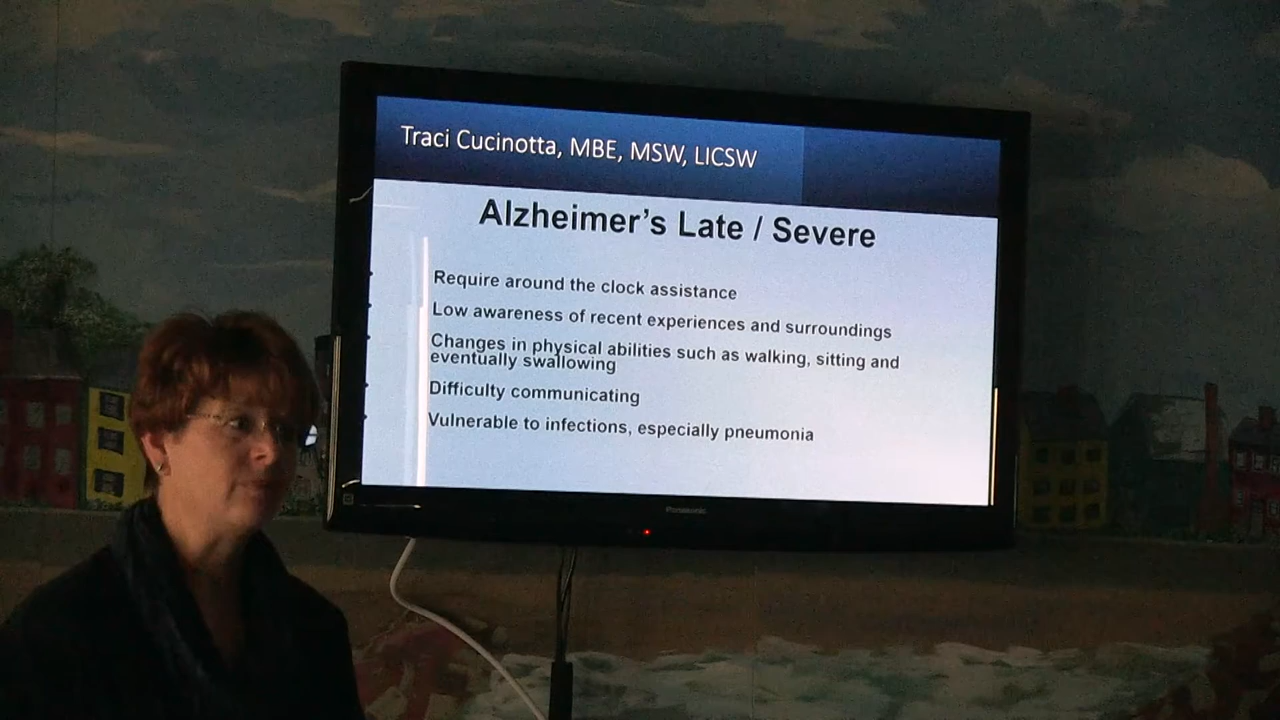 Traci Cucinotta, MBE, MSW, LICSW
Alzheimer's Late / Severe
Require around the clock assistance
Low awareness of recent experiences and surroundings
Changes in physical abilities such as walking, sitting and
eventually swallowing
Difficulty communicating
Vulnerable to infections, especially pneumonia
Panasonic